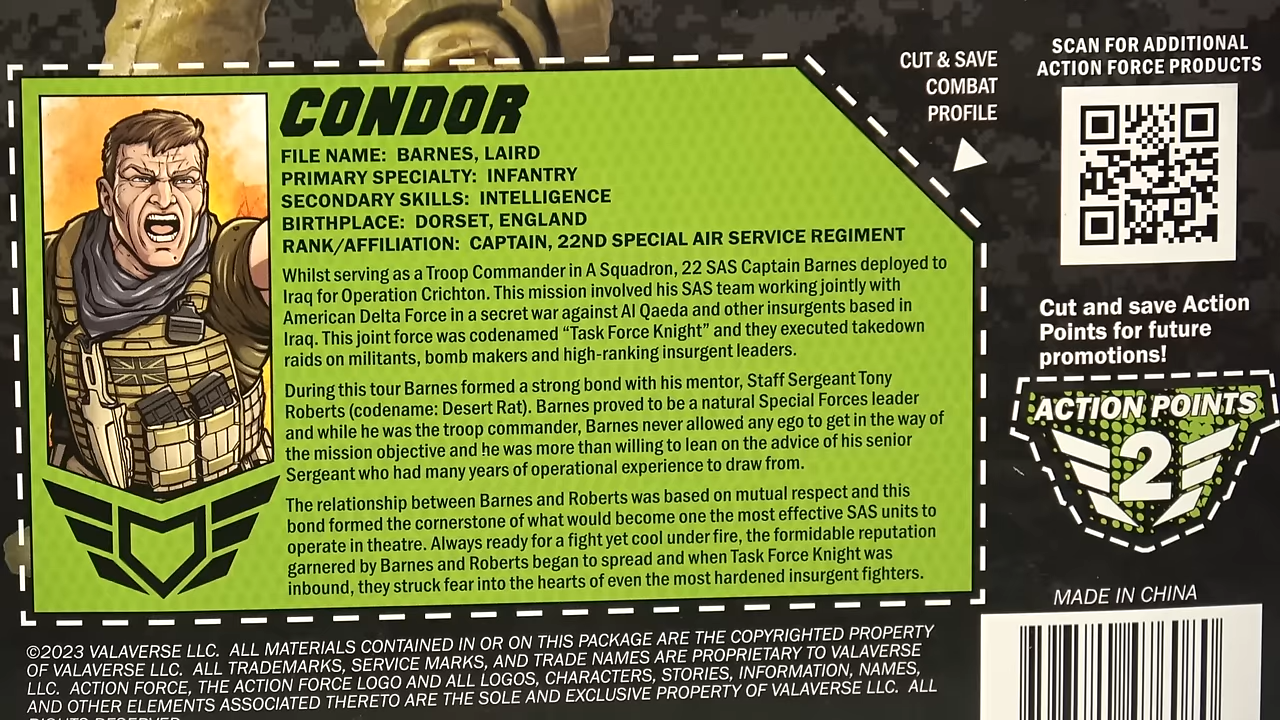 CONDOR
FILE NAME: BARNES, LAIRD
PRIMARY SPECIALTY: INFANTRY
SECONDARY SKILLS: INTELLIGENCE
BIRTHPLACE: DORSET, ENGLAND
RANK/AFFILIATION: CAPTAIN, 22ND SPECIAL AIR SERVICE REGIMENT
Whilst serving as a Troop Commander in A Squadron, 22 SAS Captain Barnes deployed to
Iraq for Operation Crichton. This mission involved his SAS team working jointly with
American Delta Force in a secret war against Al Qaeda and other insurgents based in
Iraq. This joint force was codenamed “Task Force Knight” and they executed takedown
raids on militants, bomb makers and high-ranking insurgent leaders.
During this tour Barnes formed a strong bond with his mentor, Staff Sergeant Tony
Roberts (codename: Desert Rat). Barnes proved to be a natural Special Forces leader
and while he was the troop commander, Barnes never allowed any ego to get in the way of
the mission objective and he was more than willing to lean on the advice of his senior
Sergeant who had many years of operational experience to draw from.
The relationship between Barnes and Roberts was based on mutual respect and this
bond formed the cornerstone of what would become one the most effective SAS units to
operate in theatre. Always ready for a fight yet cool under fire, the formidable reputation
garnered by Barnes and Roberts began to spread and when Task Force Knight was
inbound, they struck fear into the hearts of even the most hardened insurgent fighters.
CUT & SAVE
COMBAT
PROFILE
SCAN FOR ADDITIONAL
ACTION FORCE PRODUCTS
Cut and save Action
Points for future
promotions!
ACTION POINTS
2
MADE IN CHINA
©2023 VALAVERSE LLC. ALL MATERIALS CONTAINED IN OR ON THIS PACKAGE ARE THE COPYRIGHTED PROPERTY
OF VALAVERSE LLC. ALL TRADEMARKS, SERVICE MARKS, AND TRADE NAMES ARE PROPRIETARY TO VALAVERSE
LLC. ACTION FORCE, THE ACTION FORCE LOGO AND ALL LOGOS, CHARACTERS, STORIES, INFORMATION, NAMES,
AND OTHER ELEMENTS ASSOCIATED THERETO ARE THE SOLE AND EXCLUSIVE PROPERTY OF VALAVERSE LLC. ALL
RIGHTS RESERVED